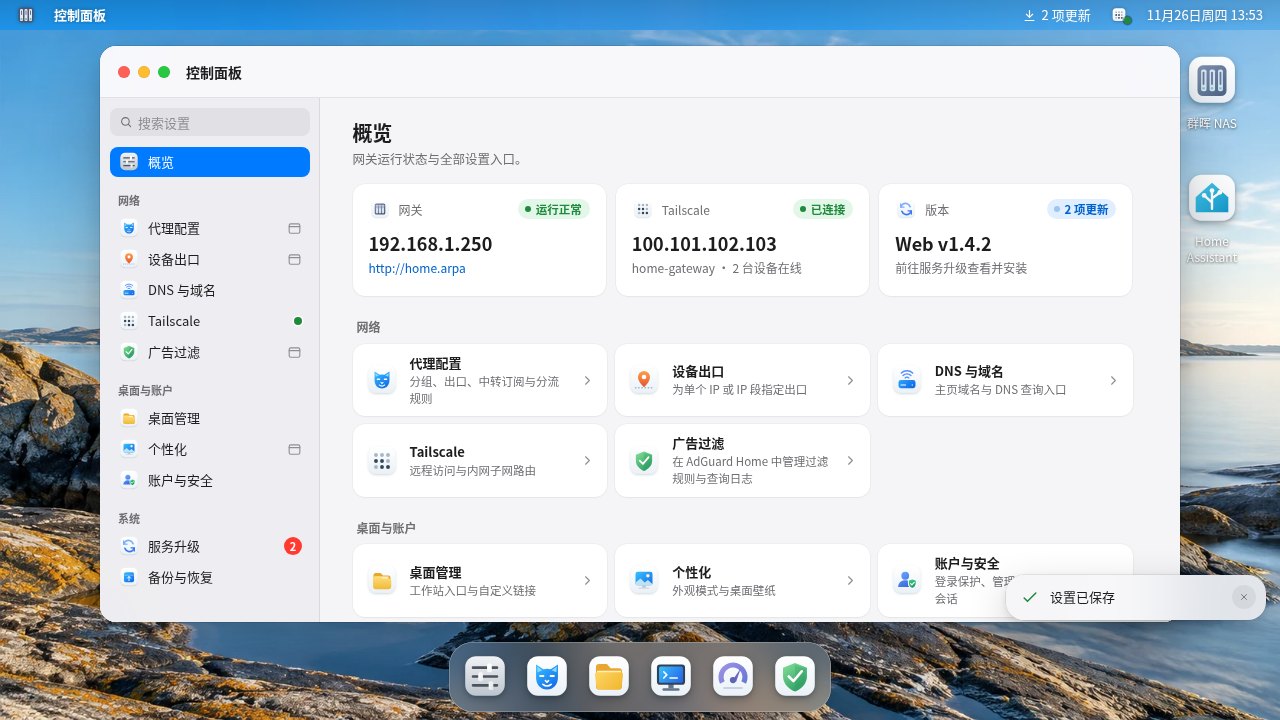 控制面板
2 项更新
11月26日周四 13:53
控制面板
搜索设置
概览
网络
代理配置
设备出口
DNS 与域名
Tailscale
广告过滤
桌面与账户
桌面管理
个性化
账户与安全
系统
服务升级
2
备份与恢复
概览
网关运行状态与全部设置入口。
网关
运行正常
192.168.1.250
http://home.arpa
Tailscale
已连接
100.101.102.103
home-gateway · 2 台设备在线
版本
2 项更新
Web v1.4.2
前往服务升级查看并安装
网络
代理配置
分组、出口、中转订阅与分流
规则
设备出口
为单个 IP 或 IP 段指定出口
DNS 与域名
主页域名与 DNS 查询入口
Tailscale
远程访问与内网子网路由
广告过滤
在 AdGuard Home 中管理过滤
规则与查询日志
桌面与账户
桌面管理
工作站入口与自定义链接
个性化
外观模式与桌面壁纸
账户与安全
登录保护、管理
会话
设置已保存
群晖 NAS
Home
Assistant